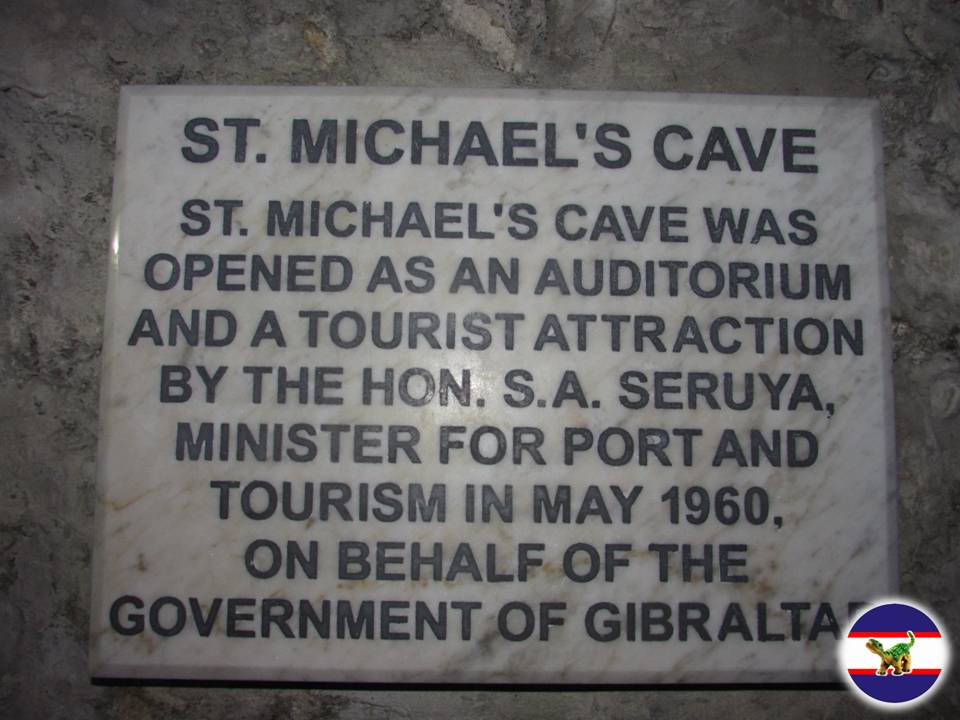 ST. MICHAEL'S CAVE
ST. MICHAEL'S CAVE WAS
OPENED AS AN AUDITORIUM
AND A TOURIST ATTRACTION
BY THE HON. S.A. SERUYA,
MINISTER FOR PORT AND
TOURISM IN MAY 1960,
ON BEHALF OF THE
GOVERNMENT OF GIBRALTAR